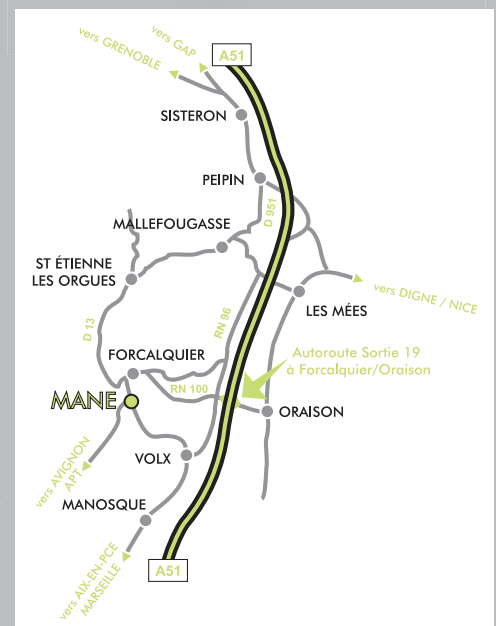 vers GRENOBLE
vers GAP
A51
SISTERON
PEIPIN
D 951
MALLEFOUGASSE
ST ÉTIENNE
LES ORGUES
vers DIGNE / NICE
LES MÉES
RN 96
D 13
FORCALQUIER
Autoroute Sortie 19
à Forcalquier/Oraison
RN 100
MANE
ORAISON
VOLX
vers AVIGNON
APT
MANOSQUE
vers AIX-EN-PCE
MARSEILLE
A51